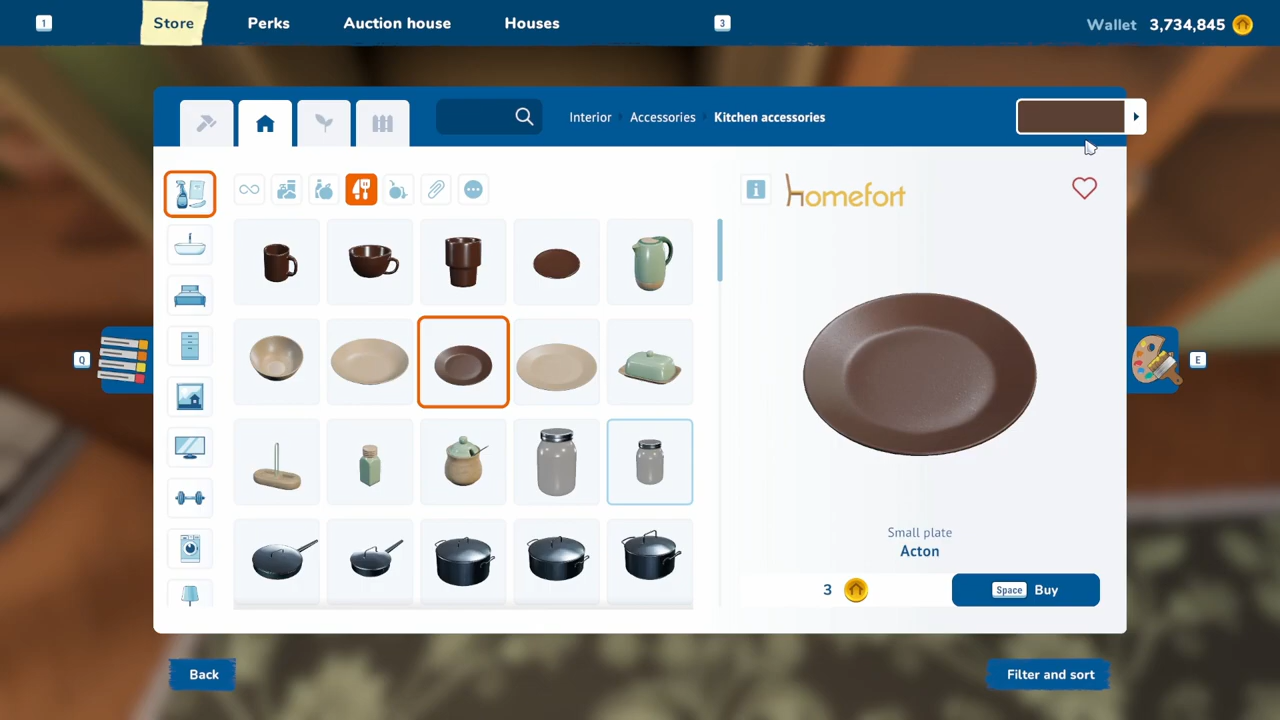 1
Store
Perks
Auction house
Houses
3
Wallet 3,734,845
Interior Accessories Kitchen accessories
homefort
Q
E
Small plate
Acton
3
Space Buy
Back
Filter and sort